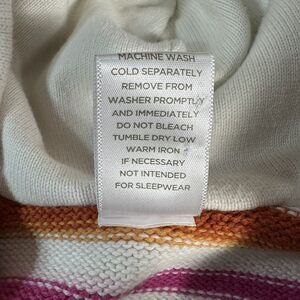 MACHINE WASH
COLD SEPARATELY
REMOVE FROM
WASHER PROMPTLY
AND IMMEDIATELY
DO NOT BLEACH
TUMBLE DRY LOW
WARM IRON
IF NECESSARY
NOT INTENDED
FOR SLEEPWEAR